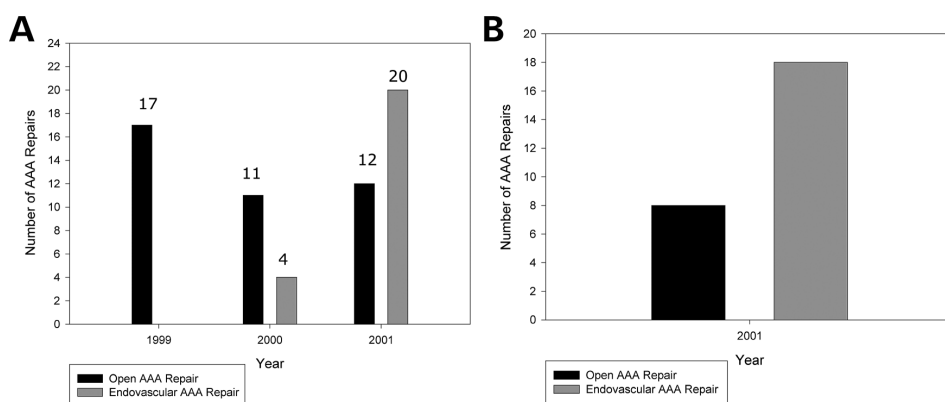 A
Number of AAA Repairs
24
22
20
18
16
14
12
10
8
6
4
2
0
17
11
4
12
20
1999 2000 2001
Year
Open AAA Repair
Endovascular AAA Repair
B
Number of AAA Repairs
20
18
16
14
12
10
8
6
4
2
0
2001
Year
Open AAA Repair
Endovascular AAA Repair